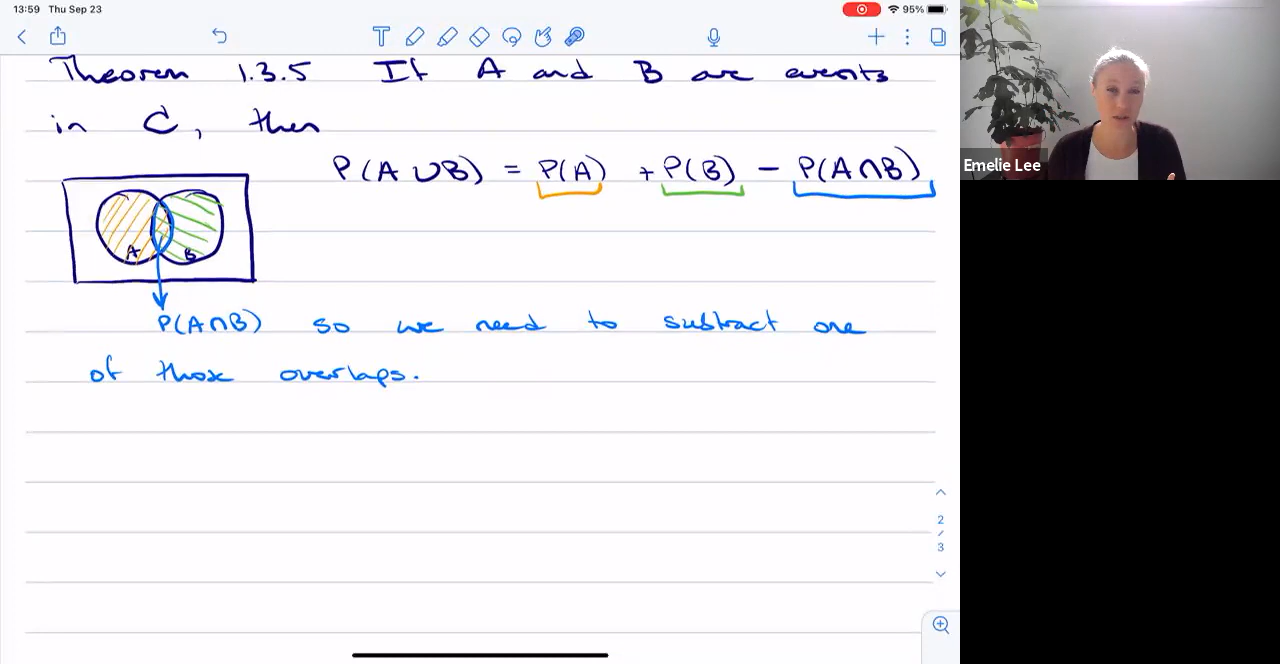 13:59 Thu Sep 23
95%
Theorem 1.3.5 If A and B are events
in C, then
P(A ∪ B) = P(A) + P(B) − P(A∩B)
A B
P(A∩B) so we need to subtract one
of those overlaps.
2
/
3
Emelie Lee